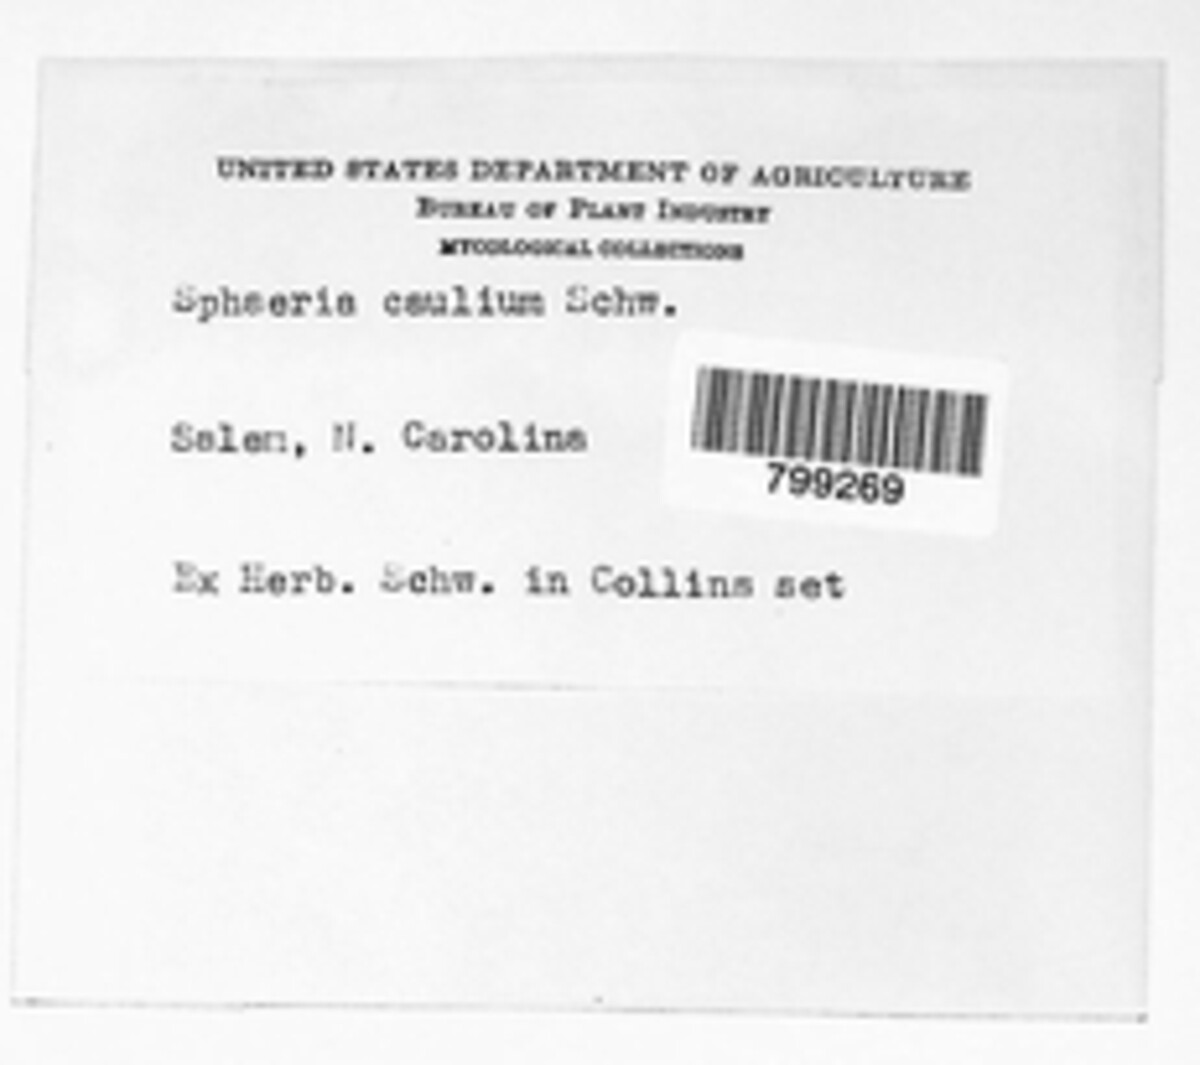 UNITED STATES DEPARTMENT OF AGRICULTURE
BUREAU OF PLANT INDUSTRY
MYCOLOGICAL COLLECTIONS
Sphaeria caulium Schw.
Salem, N. Carolina
799269
Ex Herb. Schw. in Collins set